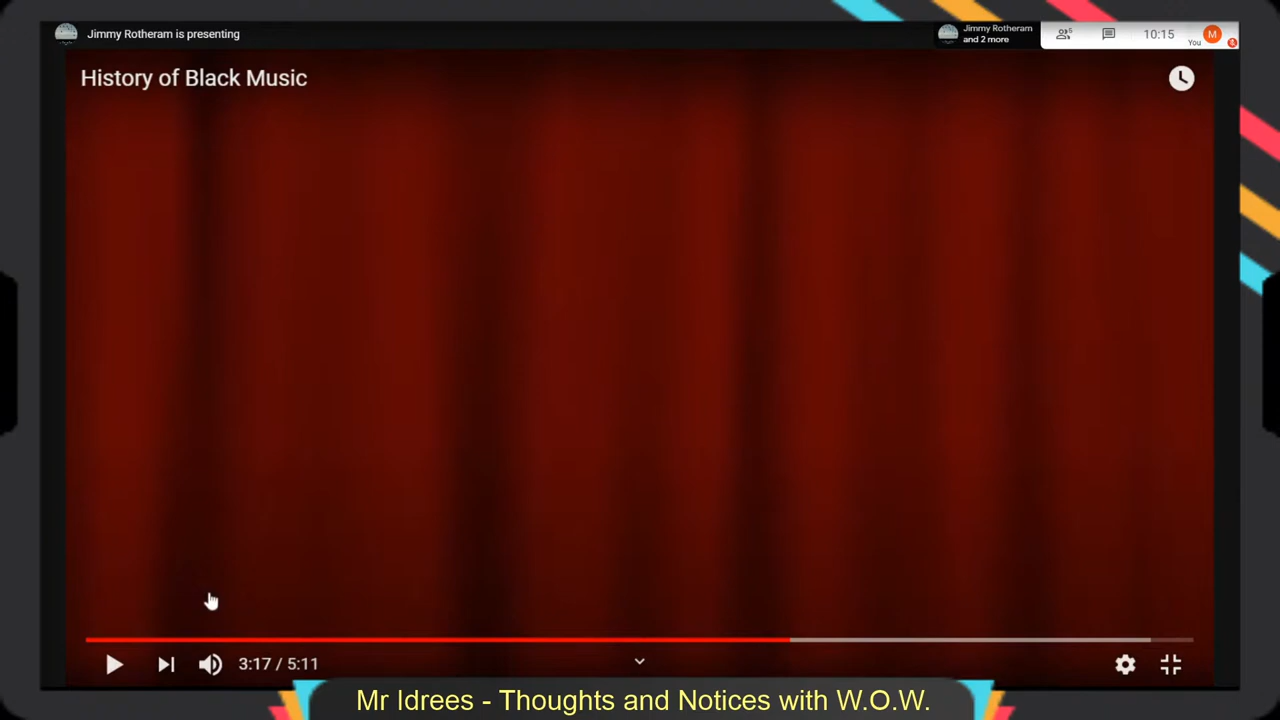 Jimmy Rotheram is presenting
Jimmy Rotheram
and 2 more
5
10:15
You
M
History of Black Music
3:17 / 5:11
Mr Idrees - Thoughts and Notices with W.O.W.